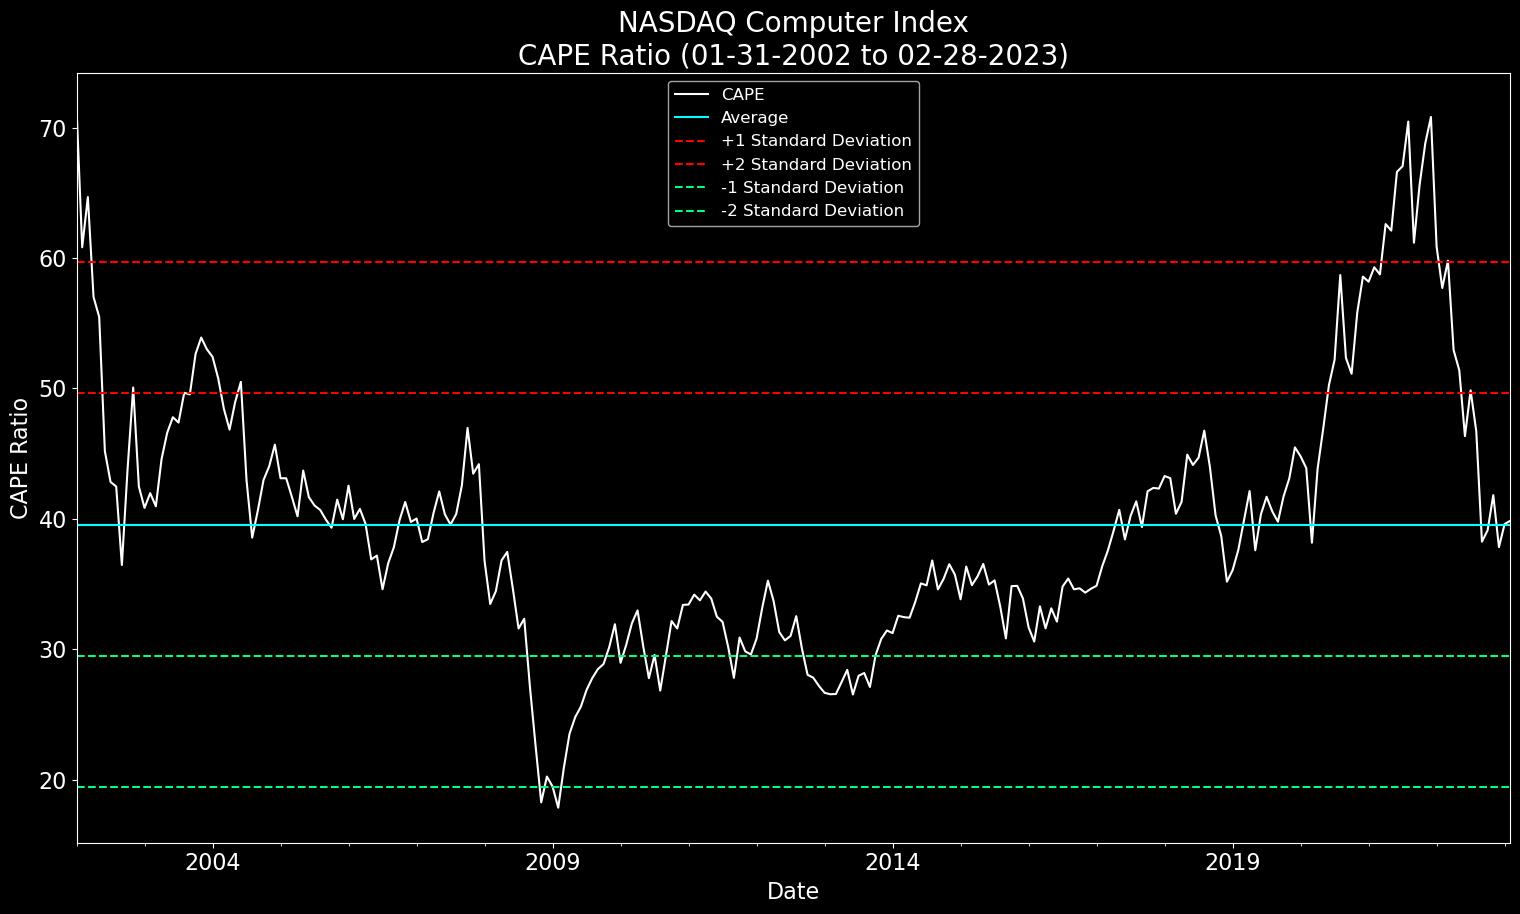 NASDAQ Computer Index
CAPE Ratio (01-31-2002 to 02-28-2023)
CAPE
Average
+1 Standard Deviation
+2 Standard Deviation
-1 Standard Deviation
-2 Standard Deviation
CAPE Ratio
70
60
50
40
30
20
2004
2009
2014
2019
Date